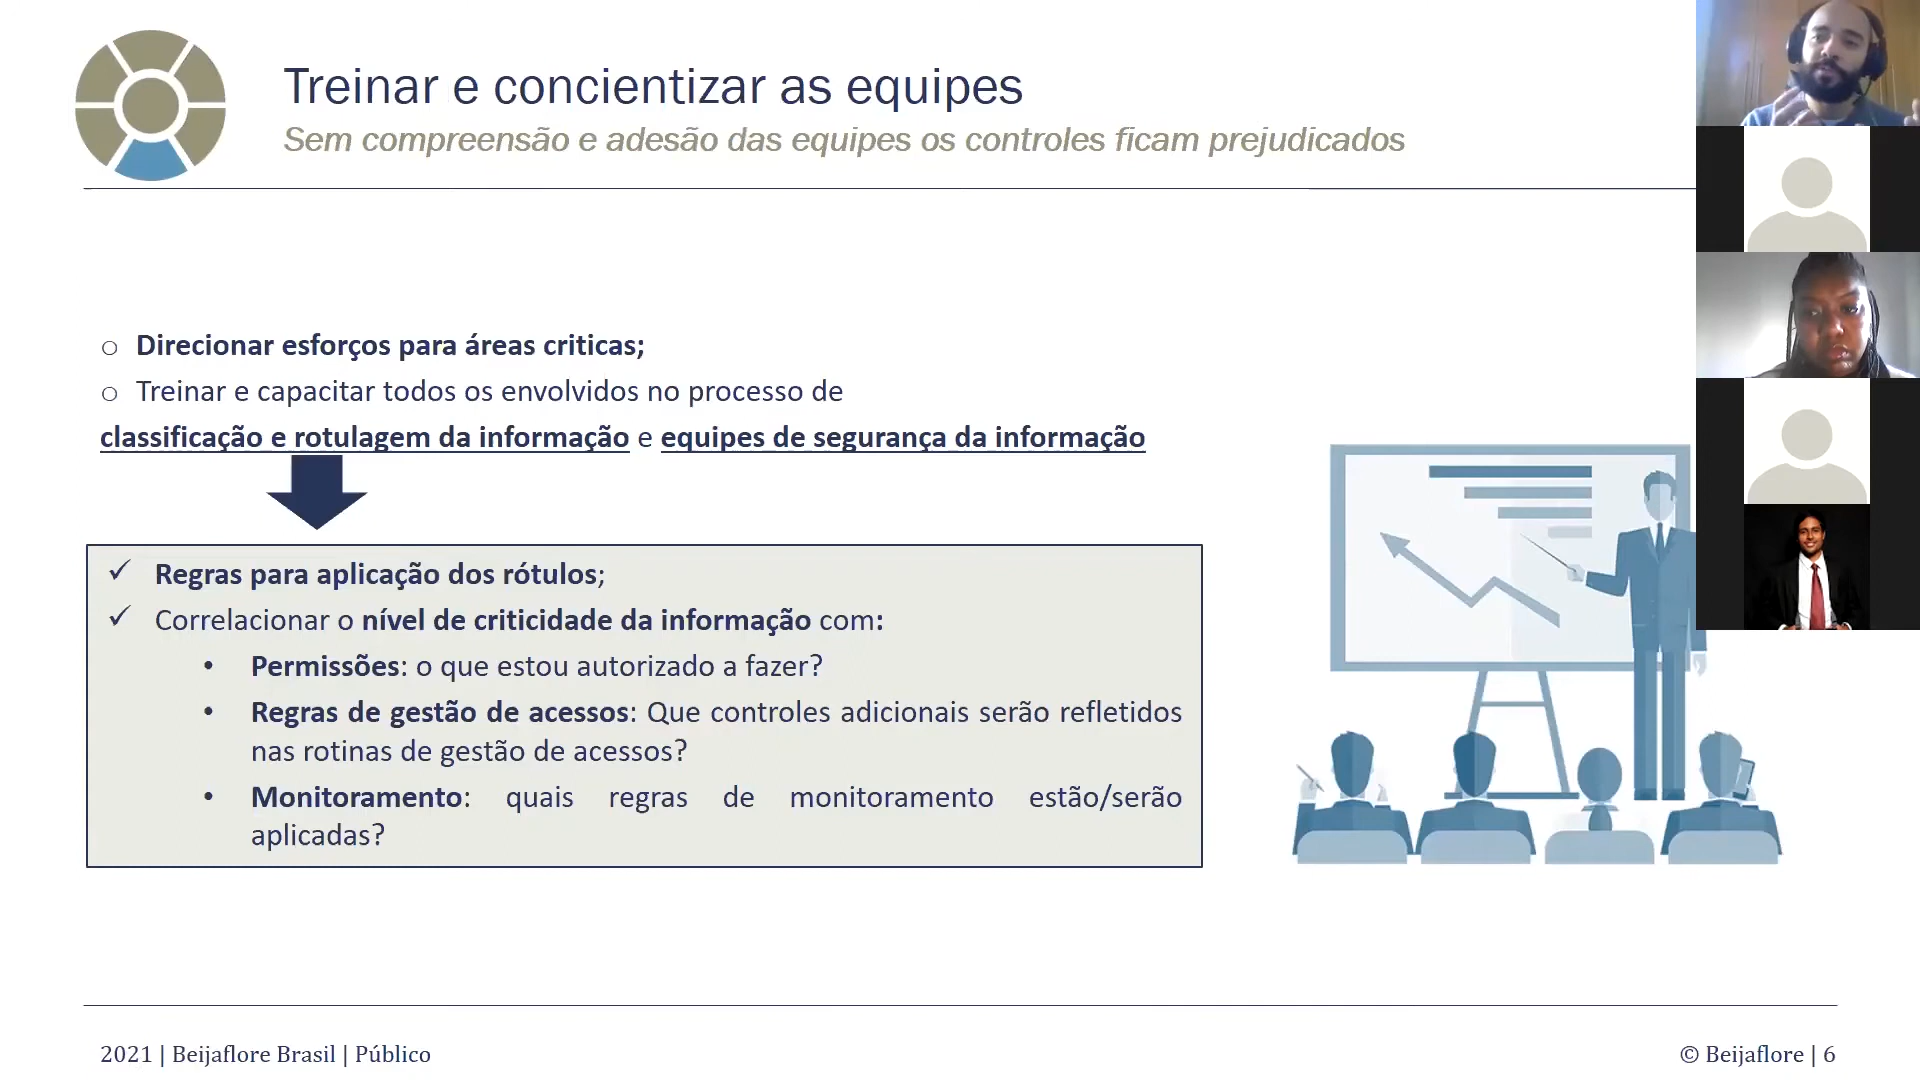 Treinar e concientizar as equipes
Sem compreensão e adesão das equipes os controles ficam prejudicados
o Direcionar esforços para áreas criticas;
o Treinar e capacitar todos os envolvidos no processo de
classificação e rotulagem da informação e equipes de segurança da informação
✓ Regras para aplicação dos rótulos;
✓ Correlacionar o nível de criticidade da informação com:
• Permissões: o que estou autorizado a fazer?
• Regras de gestão de acessos: Que controles adicionais serão refletidos
nas rotinas de gestão de acessos?
• Monitoramento: quais regras de monitoramento estão/serão
aplicadas?
2021 | Beijaflore Brasil | Público
© Beijaflore | 6